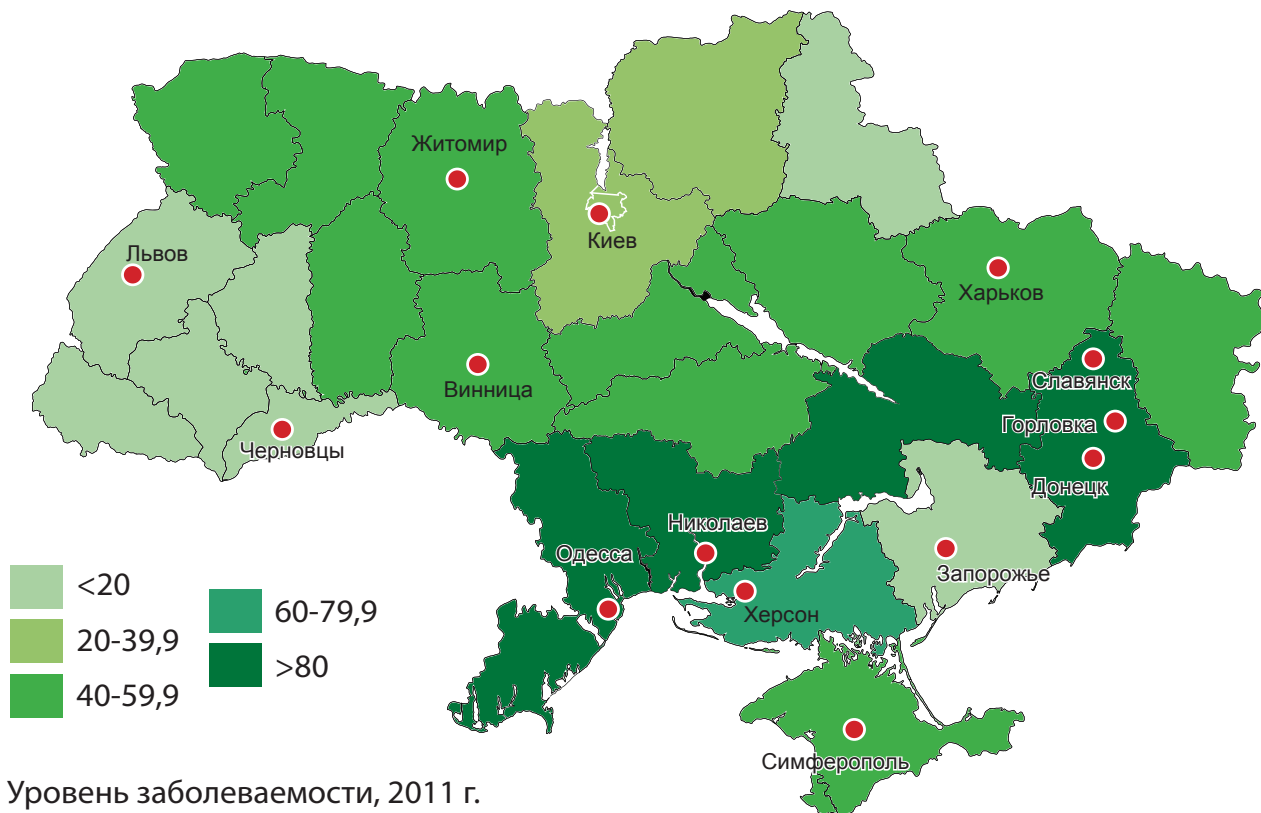 Житомир
Киев
Львов
Харьков
Славянск
Винница
Горловка
Черновцы
Донецк
Николаев
Одесса
Запорожье
Херсон
<20
20-39,9
40-59,9
60-79,9
>80
Симферополь
Уровень заболеваемости, 2011 г.